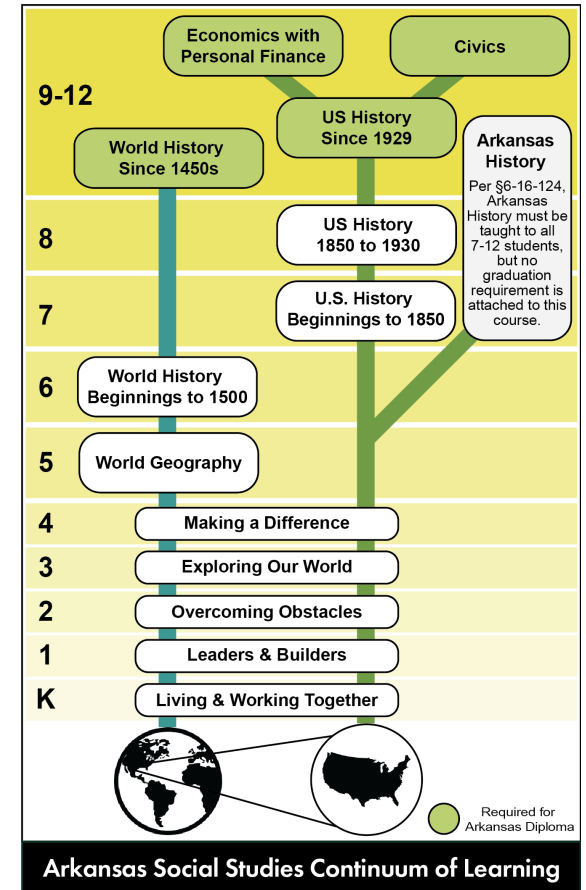 Economics with
Personal Finance
Civics
9-12
US History
Since 1929
World History
Since 1450s
Arkansas
History
Per §6-16-124,
Arkansas
History must be
taught to all
7-12 students,
but no
graduation
requirement is
attached to this
course.
8
US History
1850 to 1930
7
U.S. History
Beginnings to 1850
6
World History
Beginnings to 1500
5
World Geography
4
Making a Difference
3
Exploring Our World
2
Overcoming Obstacles
1
Leaders & Builders
K
Living & Working Together
Required for
Arkansas Diploma
Arkansas Social Studies Continuum of Learning